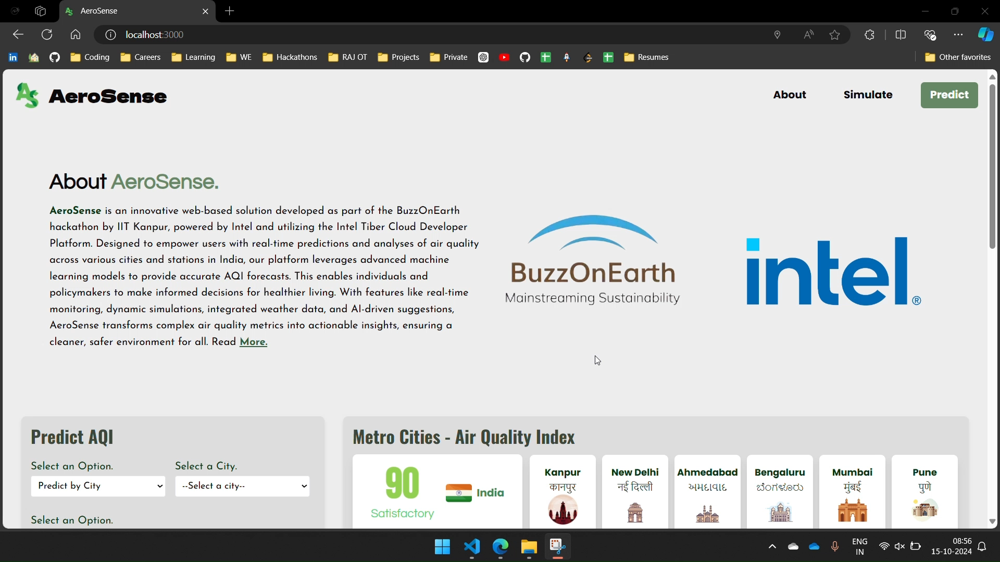 AeroSense
localhost:3000
Coding
Careers
Learning
WE
Hackathons
RAJ OT
Projects
Private
Resumes
Other favorites
AeroSense
About
Simulate
Predict
About AeroSense.
AeroSense is an innovative web-based solution developed as part of the BuzzOnEarth
hackathon by IIT Kanpur, powered by Intel and utilizing the Intel Tiber Cloud Developer
Platform. Designed to empower users with real-time predictions and analyses of air quality
across various cities and stations in India, our platform leverages advanced machine
learning models to provide accurate AQI forecasts. This enables individuals and
policymakers to make informed decisions for healthier living. With features like real-time
monitoring, dynamic simulations, integrated weather data, and AI-driven suggestions,
AeroSense transforms complex air quality metrics into actionable insights, ensuring a
cleaner, safer environment for all. Read More.
BuzzOnEarth
Mainstreaming Sustainability
intel®
Predict AQI
Select an Option.
Predict by City
Select a City.
--Select a city--
Select an Option.
Metro Cities - Air Quality Index
90
Satisfactory
India
Kanpur
कानपुर
New Delhi
नई दिल्ली
Ahmedabad
અમદાવાદ
Bengaluru
ಬೆಂಗಳೂರು
Mumbai
मुंबई
Pune
पुणे
ENG
IN
08:56
15-10-2024